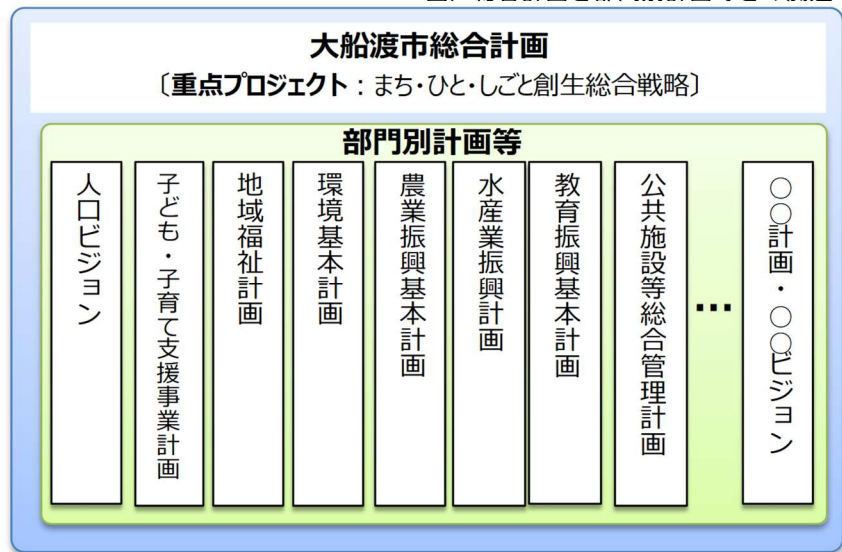 大船渡市総合計画
〔重点プロジェクト：まち・ひと・しごと創生総合戦略〕
部門別計画等
人口ビジョン
子ども・子育て支援事業計画
地域福祉計画
環境基本計画
農業振興基本計画
水産業振興計画
教育振興基本計画
公共施設等総合管理計画
…
○○計画・○○ビジョン